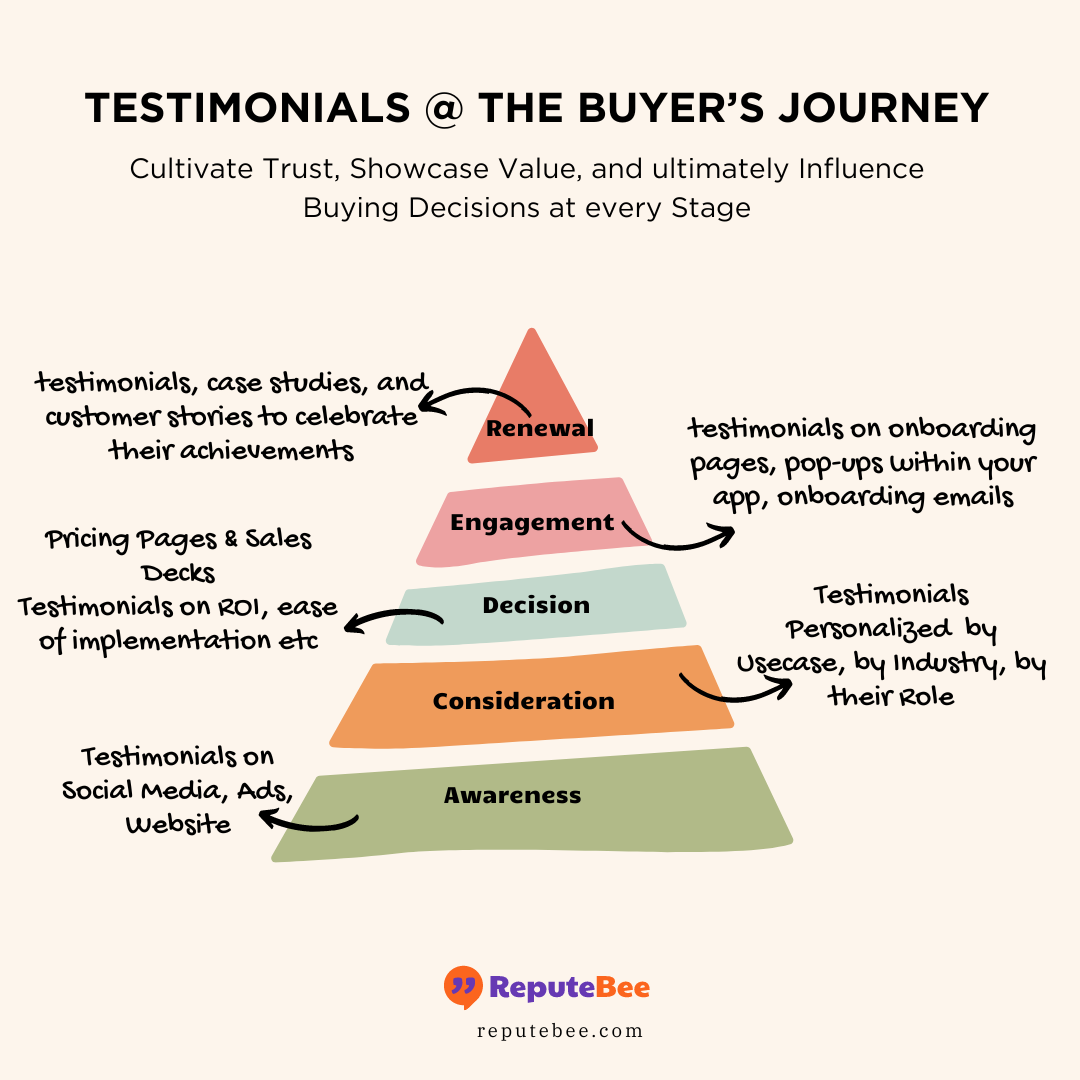 TESTIMONIALS @ THE BUYER’S JOURNEY
Cultivate Trust, Showcase Value, and ultimately Influence
Buying Decisions at every Stage
testimonials, case studies, and
customer stories to celebrate
their achievements
Renewal
testimonials on onboarding
pages, pop-ups within your
app, onboarding emails
Engagement
Pricing Pages & Sales
Decks
Testimonials on ROI, ease
of implementation etc
Decision
Testimonials
Personalized by
Usecase, by Industry, by
their Role
Consideration
Testimonials on
Social Media, Ads,
Website
Awareness
ReputeBee
reputebee.com